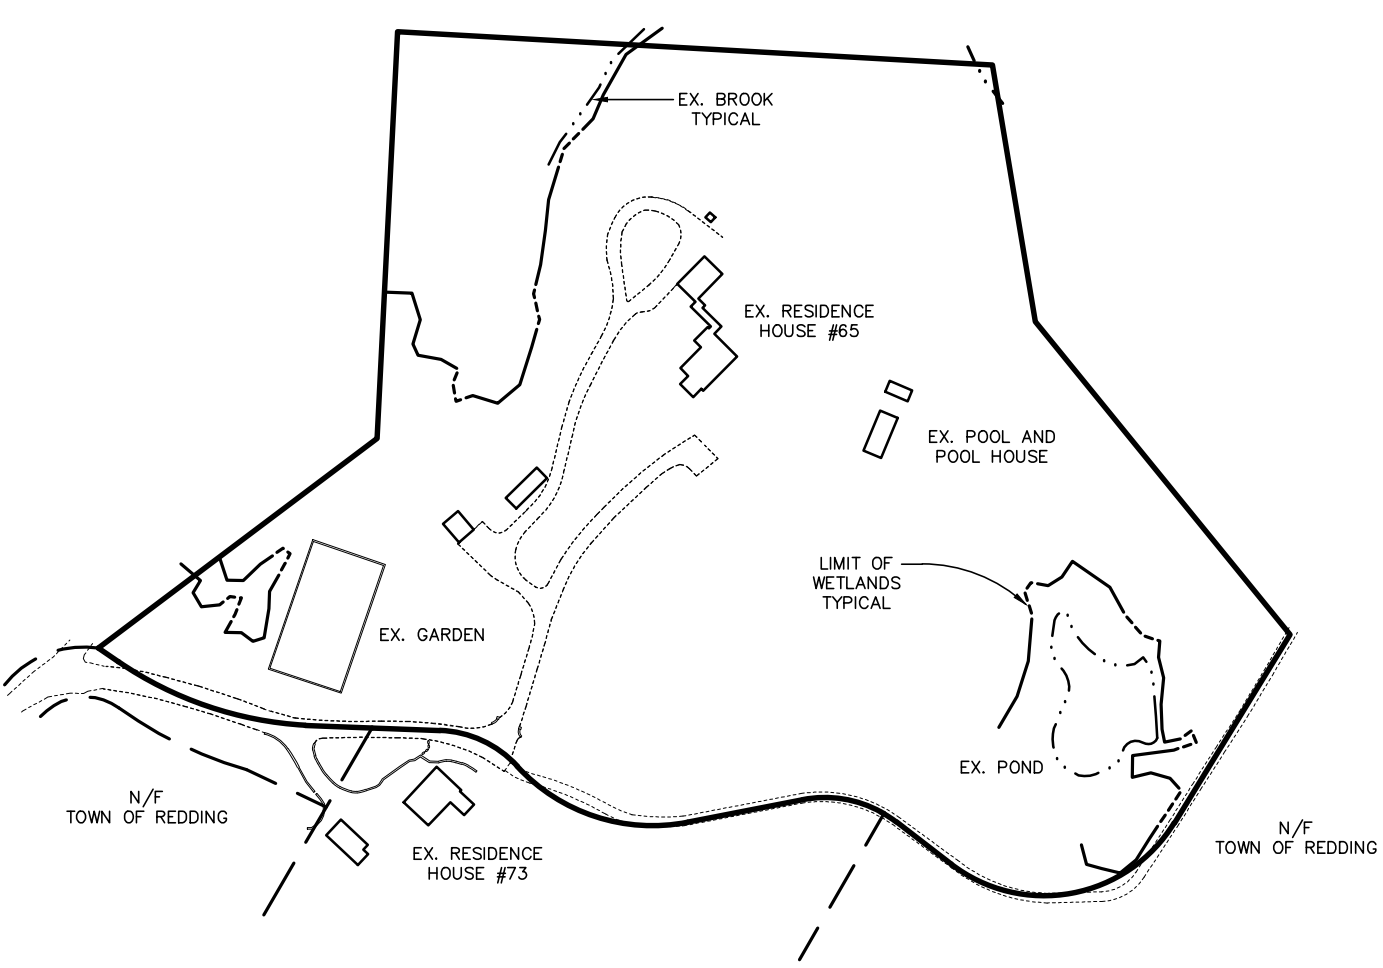 EX. BROOK
TYPICAL
EX. RESIDENCE
HOUSE #65
EX. POOL AND
POOL HOUSE
LIMIT OF
WETLANDS
TYPICAL
EX. GARDEN
EX. POND
N/F
TOWN OF REDDING
N/F
TOWN OF REDDING
EX. RESIDENCE
HOUSE #73